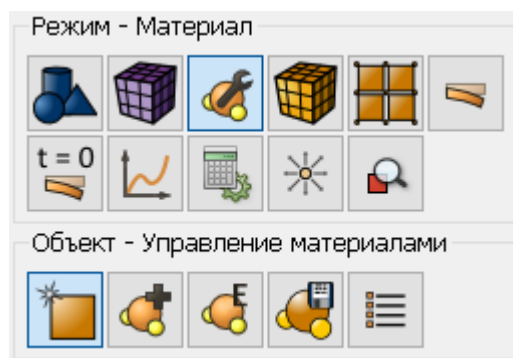 Режим - Материал
t = 0
Объект - Управление материалами
E